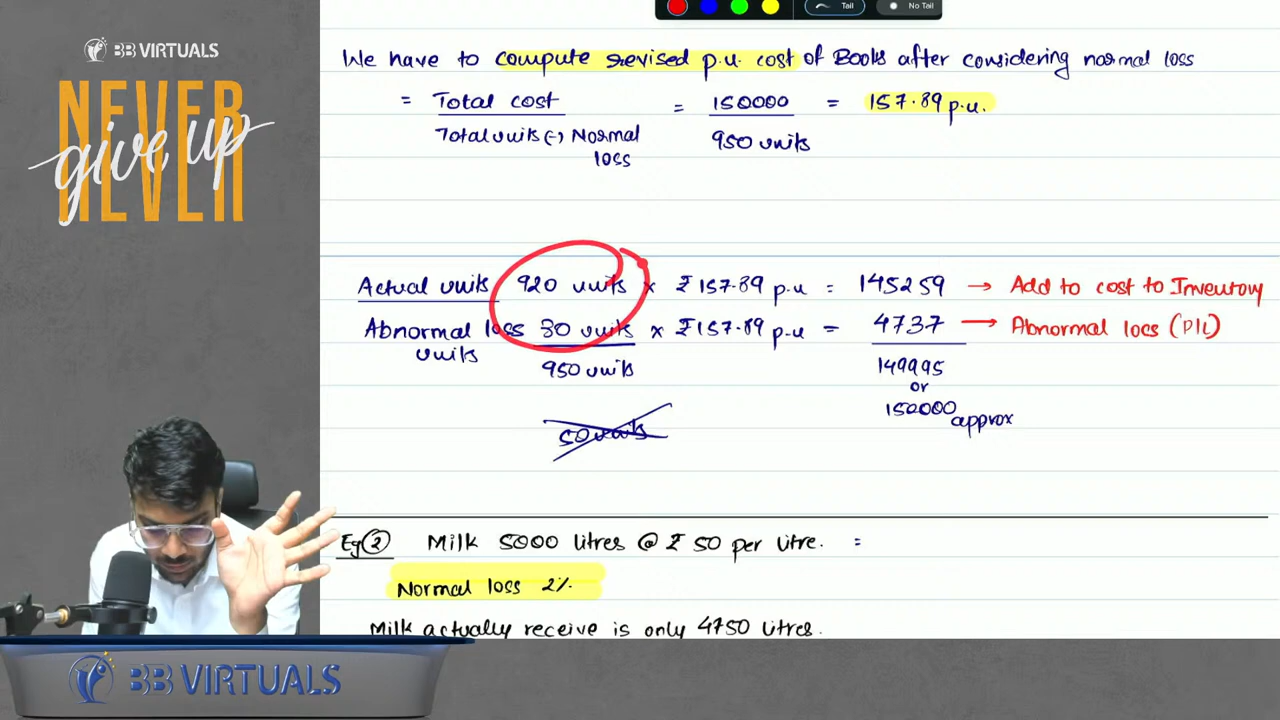 BB VIRTUALS
NEVER
give up
NEVER
Tail
No Tail
We have to compute revised p.u. cost of Books after considering normal loss
= Total cost = 150000 = 157.89 p.u.
Total units (-) Normal loss 950 units
Actual units 920 units × ₹157.89 p.u = 145259 → Add to cost to Inventory
Abnormal loss units 30 units × ₹157.89 p.u = 4737 → Abnormal loss (P/L)
950 units 149995
or
150000 approx
50 units
Eg② Milk 5000 litres @ ₹ 50 per litre. =
Normal loss 2%.
Milk actually receive is only 4750 litres.
BB VIRTUALS